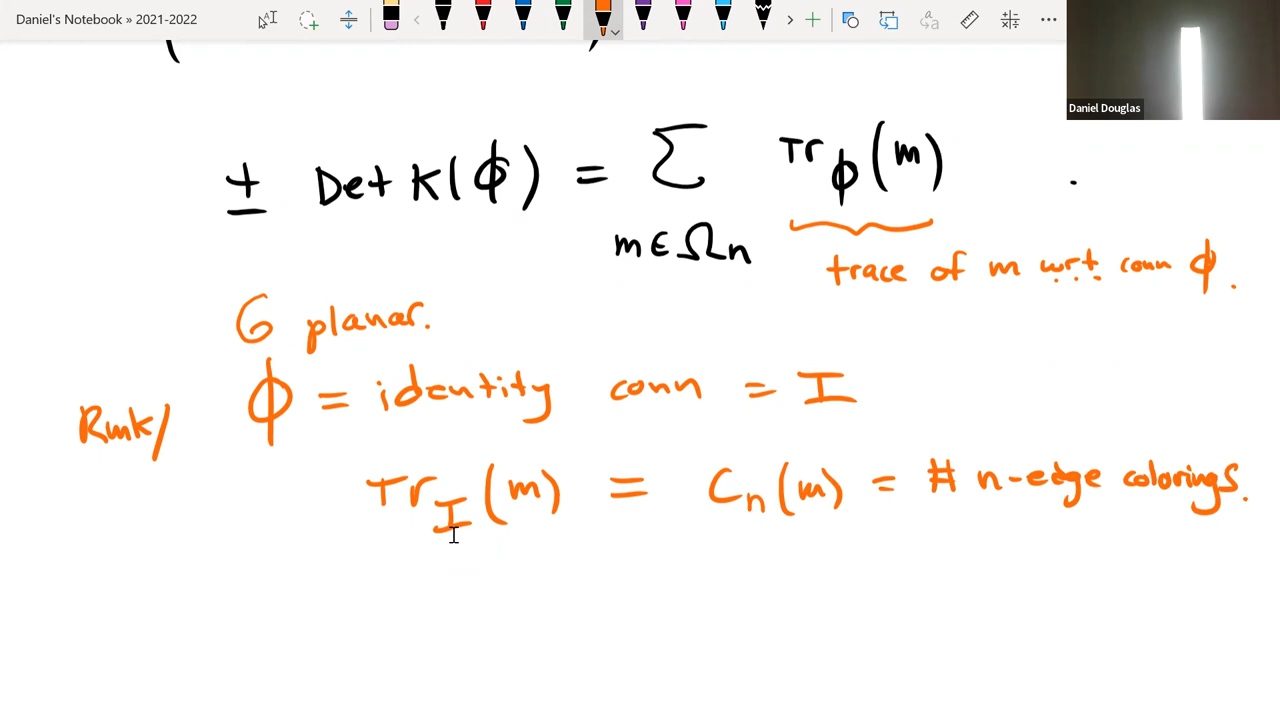 Daniel's Notebook » 2021-2022
Daniel Douglas
± Det K(ϕ) = Σ Tr_ϕ(m) .
m ∈ Ωn
trace of m wrt conn ϕ.
G planar.
Rmk/ ϕ = identity conn = I
Tr_I(m) = C_n(m) = # n-edge colorings.